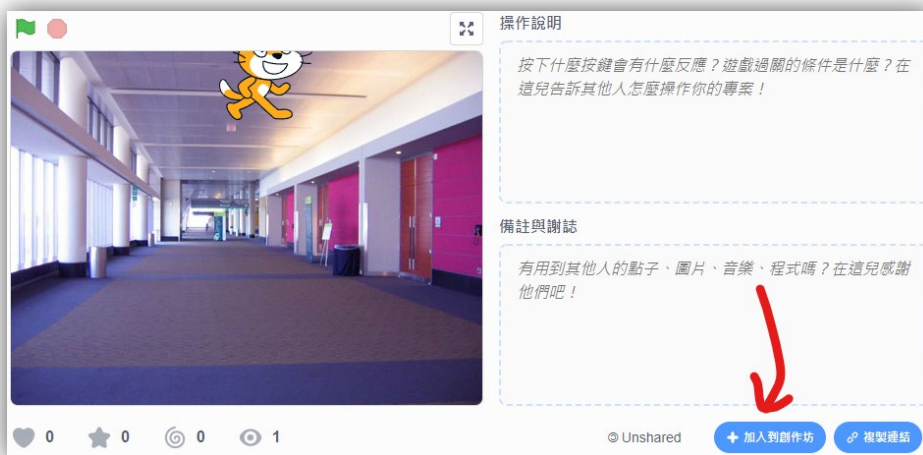 操作說明
按下什麼按鍵會有什麼反應？遊戲過關的條件是什麼？在
這兒告訴其他人怎麼操作你的專案！
備註與謝誌
有用到其他人的點子、圖片、音樂、程式嗎？在這兒感謝
他們吧！
0 0 0 1 Unshared 加入到創作坊 複製連結